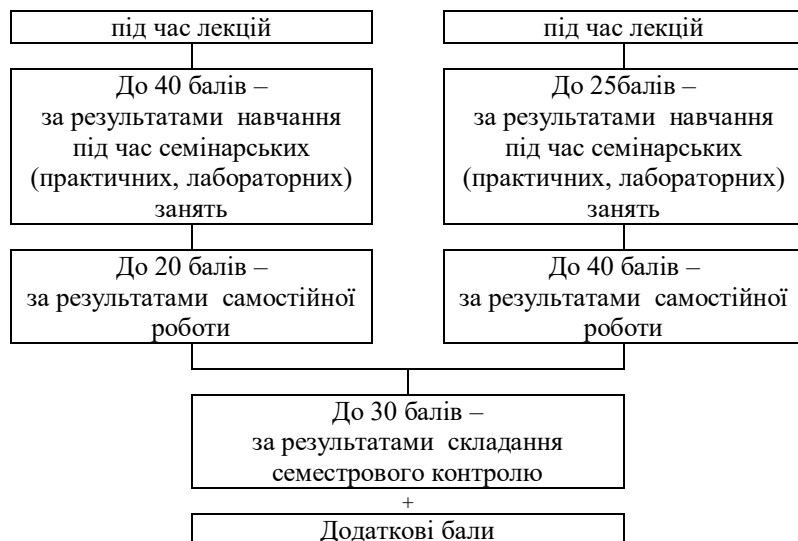 під час лекцій
До 40 балів –
за результатами навчання
під час семінарських
(практичних, лабораторних)
занять
До 20 балів –
за результатами самостійної
роботи
під час лекцій
До 25балів –
за результатами навчання
під час семінарських
(практичних, лабораторних)
занять
До 40 балів –
за результатами самостійної
роботи
До 30 балів –
за результатами складання
семестрового контролю
+
Додаткові бали